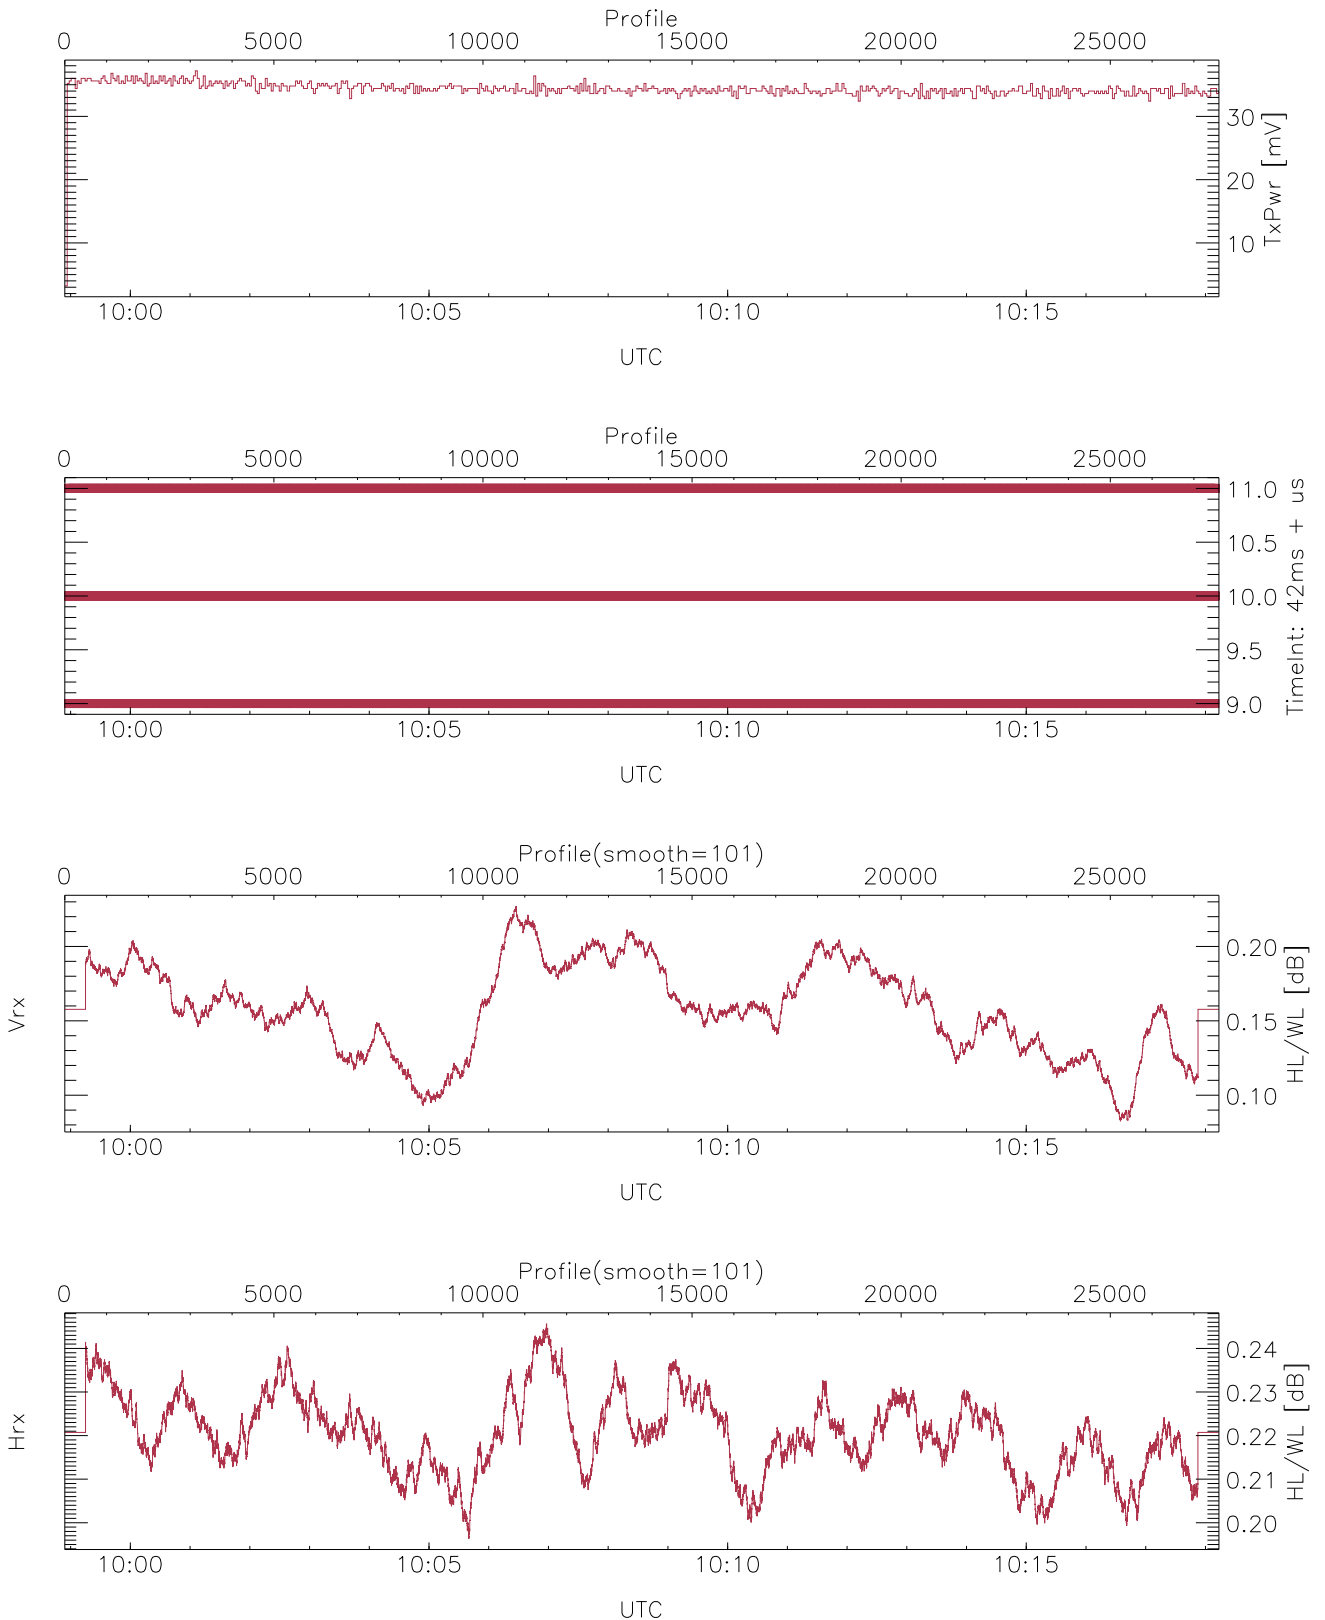 Profile
0 5000 10000 15000 20000 25000
30
20
10
TxPwr [mV]
10:00 10:05 10:10 10:15
UTC
Profile
0 5000 10000 15000 20000 25000
11.0
10.5
10.0
9.5
9.0
TimeInt: 42ms + us
10:00 10:05 10:10 10:15
UTC
Profile(smooth=101)
0 5000 10000 15000 20000 25000
Vrx
0.20
0.15
0.10
HL/WL [dB]
10:00 10:05 10:10 10:15
UTC
Profile(smooth=101)
0 5000 10000 15000 20000 25000
Hrx
0.24
0.23
0.22
0.21
0.20
HL/WL [dB]
10:00 10:05 10:10 10:15
UTC